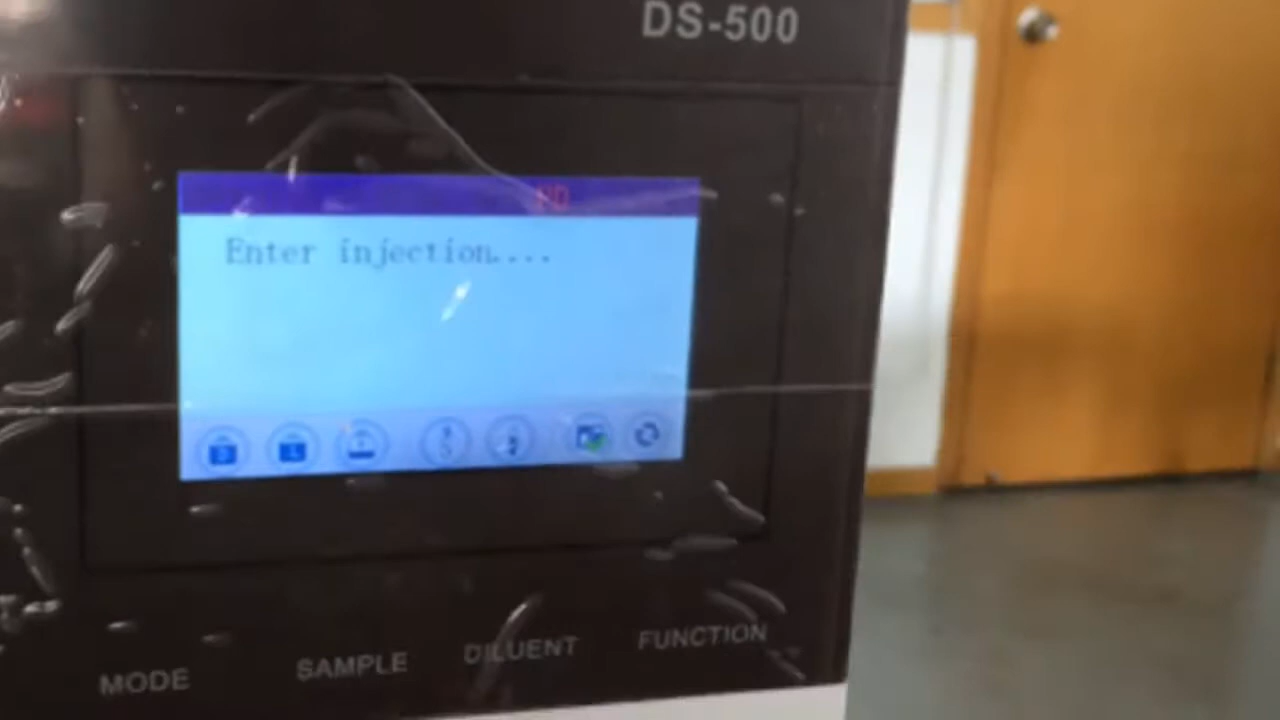 DS-500
Enter injection....
MODE
SAMPLE
DILUENT
FUNCTION